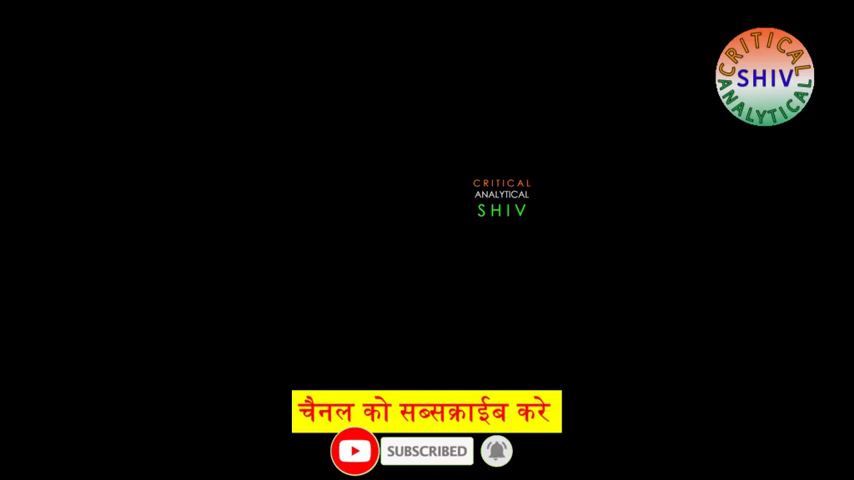 CRITICAL
SHIV
ANALYTICAL
CRITICAL
ANALYTICAL
SHIV
चैनल को सब्सक्राईब करे
SUBSCRIBED